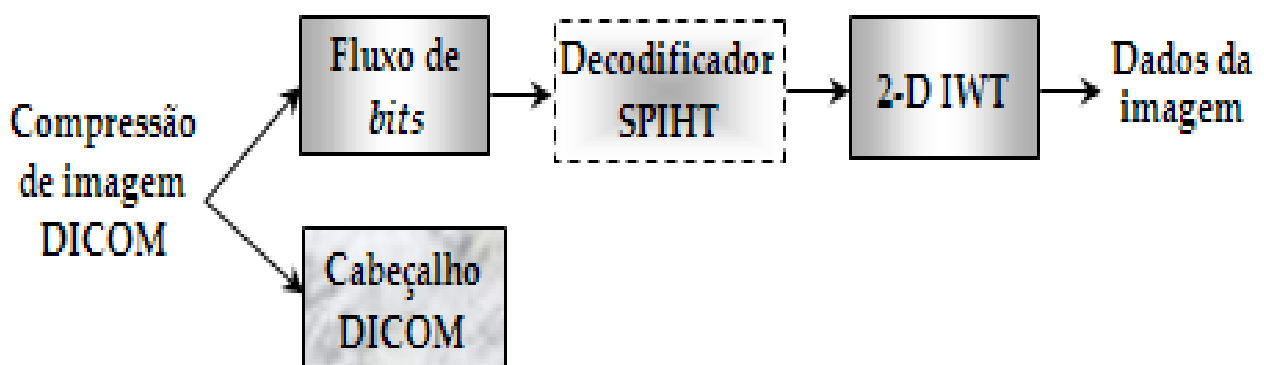 Compressão
de imagem
DICOM
Fluxo de
bits
Decodificador
SPIHT
2-D IWT
Dados da
imagem
Cabeçalho
DICOM